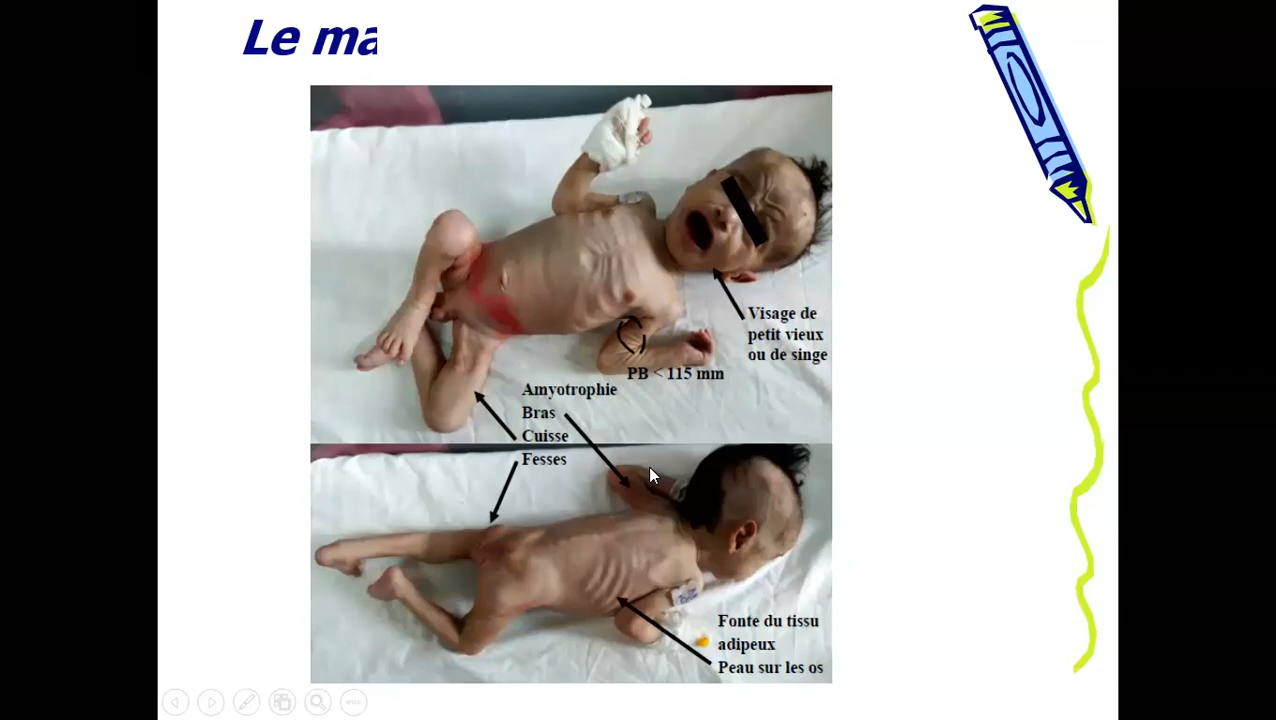 Le ma
Visage de
petit vieux
ou de singe
PB < 115 mm
Amyotrophie
Bras
Cuisse
Fesses
Fonte du tissu
adipeux
Peau sur les os